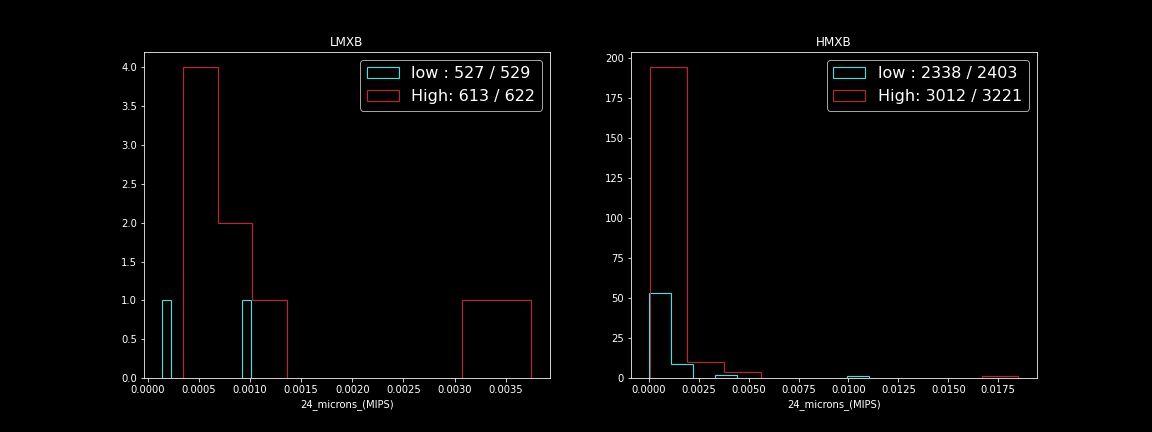 LMXB
low : 527 / 529
High: 613 / 622
4.0
3.5
3.0
2.5
2.0
1.5
1.0
0.5
0.0
0.0000 0.0005 0.0010 0.0015 0.0020 0.0025 0.0030 0.0035
24_microns_(MIPS)
HMXB
low : 2338 / 2403
High: 3012 / 3221
200
175
150
125
100
75
50
25
0
0.0000 0.0025 0.0050 0.0075 0.0100 0.0125 0.0150 0.0175
24_microns_(MIPS)